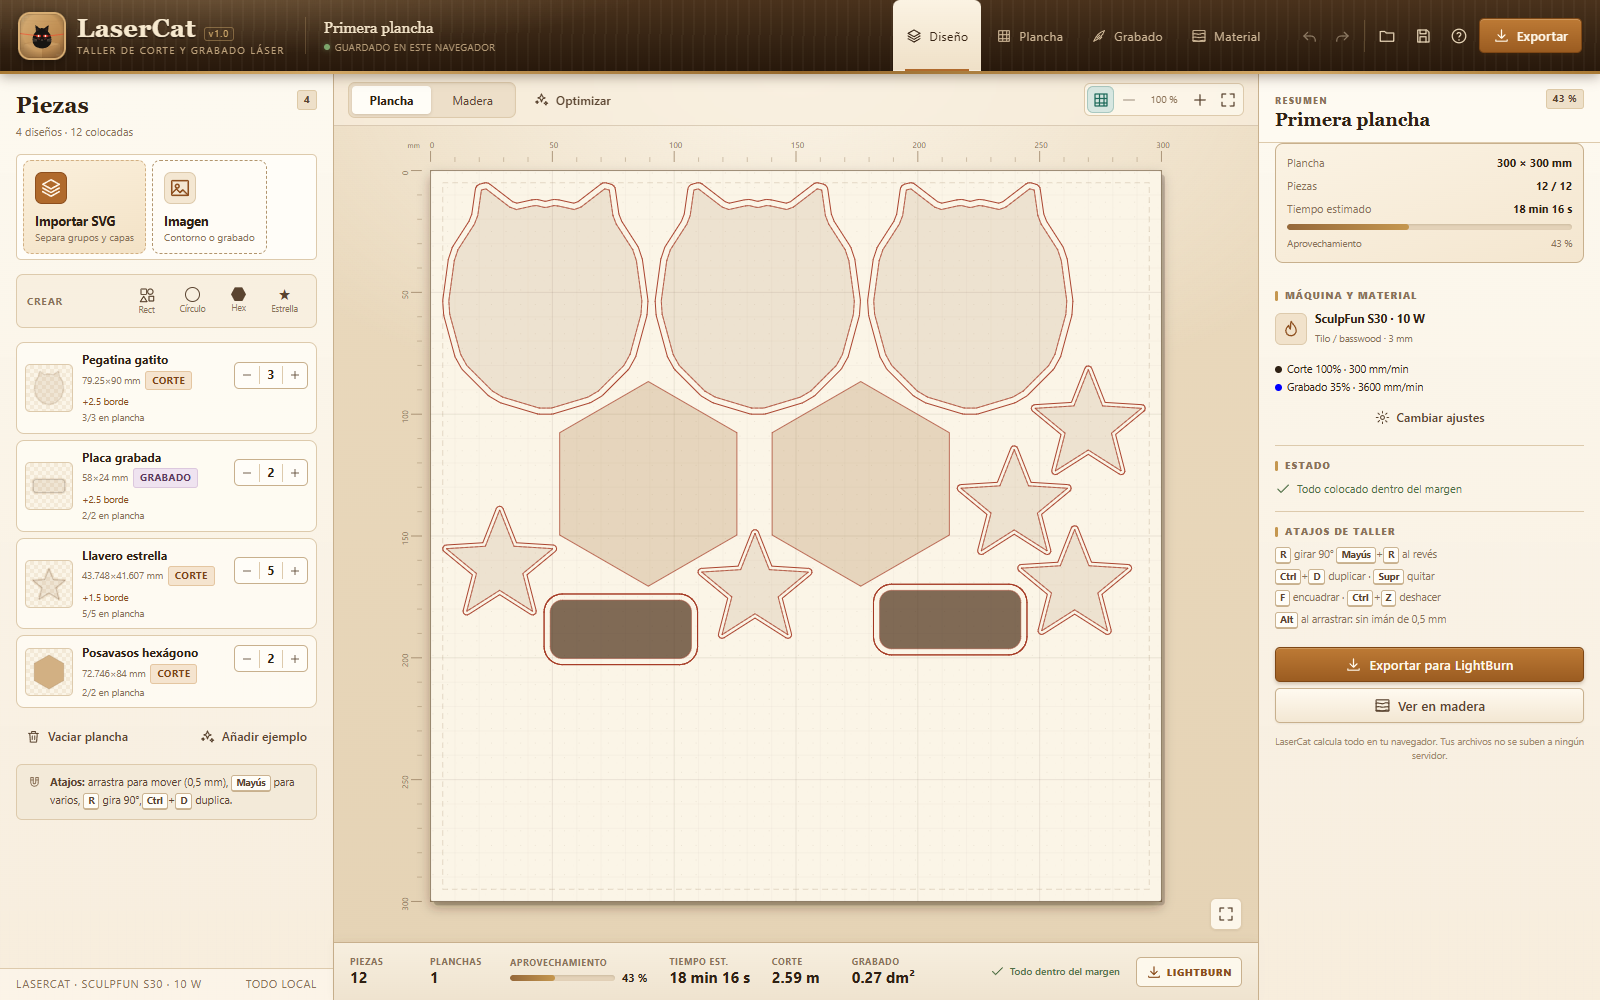 LaserCat v1.0
TALLER DE CORTE Y GRABADO LÁSER
Primera plancha
GUARDADO EN ESTE NAVEGADOR
Diseño
Plancha
Grabado
Material
Exportar
Piezas
4
4 diseños · 12 colocadas
Importar SVG
Separa grupos y capas
Imagen
Contorno o grabado
CREAR
Rect
Círculo
Hex
Estrella
Pegatina gatito
79.25×90 mm CORTE
+2.5 borde
3/3 en plancha
− 3 +
Placa grabada
58×24 mm GRABADO
+2.5 borde
2/2 en plancha
− 2 +
Llavero estrella
43.748×41.607 mm CORTE
+1.5 borde
5/5 en plancha
− 5 +
Posavasos hexágono
72.746×84 mm CORTE
2/2 en plancha
− 2 +
Vaciar plancha
Añadir ejemplo
Atajos: arrastra para mover (0,5 mm), Mayús para
varios, R gira 90°, Ctrl + D duplica.
LASERCAT · SCULPFUN S30 · 10 W
TODO LOCAL
Plancha
Madera
Optimizar
− 100 % +
mm 0 50 100 150 200 250 300
0
50
100
150
200
250
300
PIEZAS
12
PLANCHAS
1
APROVECHAMIENTO
43 %
TIEMPO EST.
18 min 16 s
CORTE
2.59 m
GRABADO
0.27 dm²
Todo dentro del margen
LIGHTBURN
RESUMEN
43 %
Primera plancha
Plancha 300 × 300 mm
Piezas 12 / 12
Tiempo estimado 18 min 16 s
Aprovechamiento 43 %
MÁQUINA Y MATERIAL
SculpFun S30 · 10 W
Tilo / basswood · 3 mm
Corte 100% · 300 mm/min
Grabado 35% · 3600 mm/min
Cambiar ajustes
ESTADO
Todo colocado dentro del margen
ATAJOS DE TALLER
R girar 90° Mayús + R al revés
Ctrl + D duplicar · Supr quitar
F encuadrar · Ctrl + Z deshacer
Alt al arrastrar: sin imán de 0,5 mm
Exportar para LightBurn
Ver en madera
LaserCat calcula todo en tu navegador. Tus archivos no se suben a ningún
servidor.